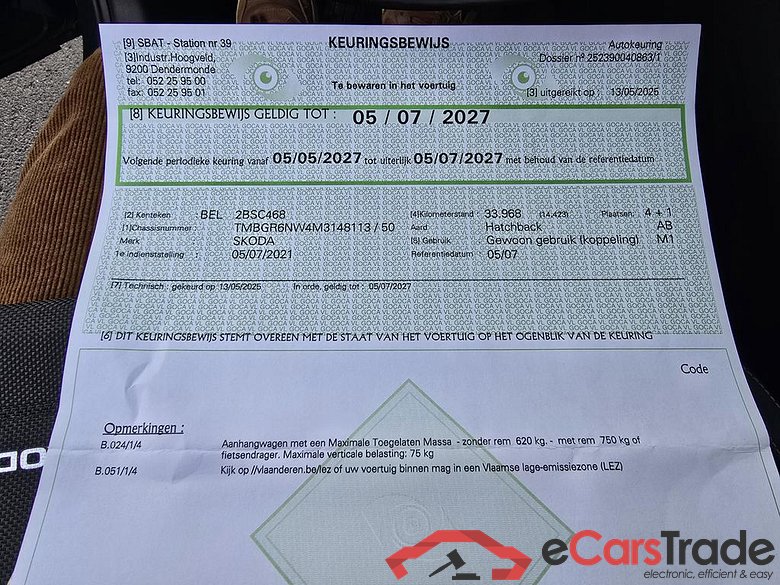 [9] SBAT - Station nr 39
KEURINGSBEWIJS
Autokeuring
[3]Industr.Hoogveld,
Dossier nº 25239004086​3/1
9200 Dendermonde
tel: 052 25 95 00
Te bewaren in het voertuig
fax: 052 25 95 01
[3] uitgereikt op : 13/05/2025
[8] KEURINGSBEWIJS GELDIG TOT : 05 / 07 / 2027
Volgende periodieke keuring vanaf 05/05/2027 tot uiterlijk 05/07/2027 met behoud van de referentiedatum
[2] Kenteken : BEL 2BSC468 [4]Kilometerstand : 33.968 (14,423) Plaatsen: 4 + 1
[1]Chassisnummer : TMBGR6NW4M3148113 / 50 Aard : Hatchback AB
Merk : SKODA [5] Gebruik : Gewoon gebruik (koppeling) M1
1e indienststelling : 05/07/2021 Referentiedatum : 05/07
[7] Technisch : gekeurd op 13/05/2025 In orde, geldig tot : 05/07/2027
[6] DIT KEURINGSBEWIJS STEMT OVEREEN MET DE STAAT VAN HET VOERTUIG OP HET OGENBLIK VAN DE KEURING
Code
Opmerkingen :
B.024/1/4 Aanhangwagen met een Maximale Toegelaten Massa - zonder rem 620 kg. - met rem 750 kg of
fietsendrager. Maximale verticale belasting: 75 kg
B.051/1/4 Kijk op //vlaanderen.be/lez of uw voertuig binnen mag in een Vlaamse lage-emissiezone (LEZ)
eCarsTrade
electronic, efficient & easy